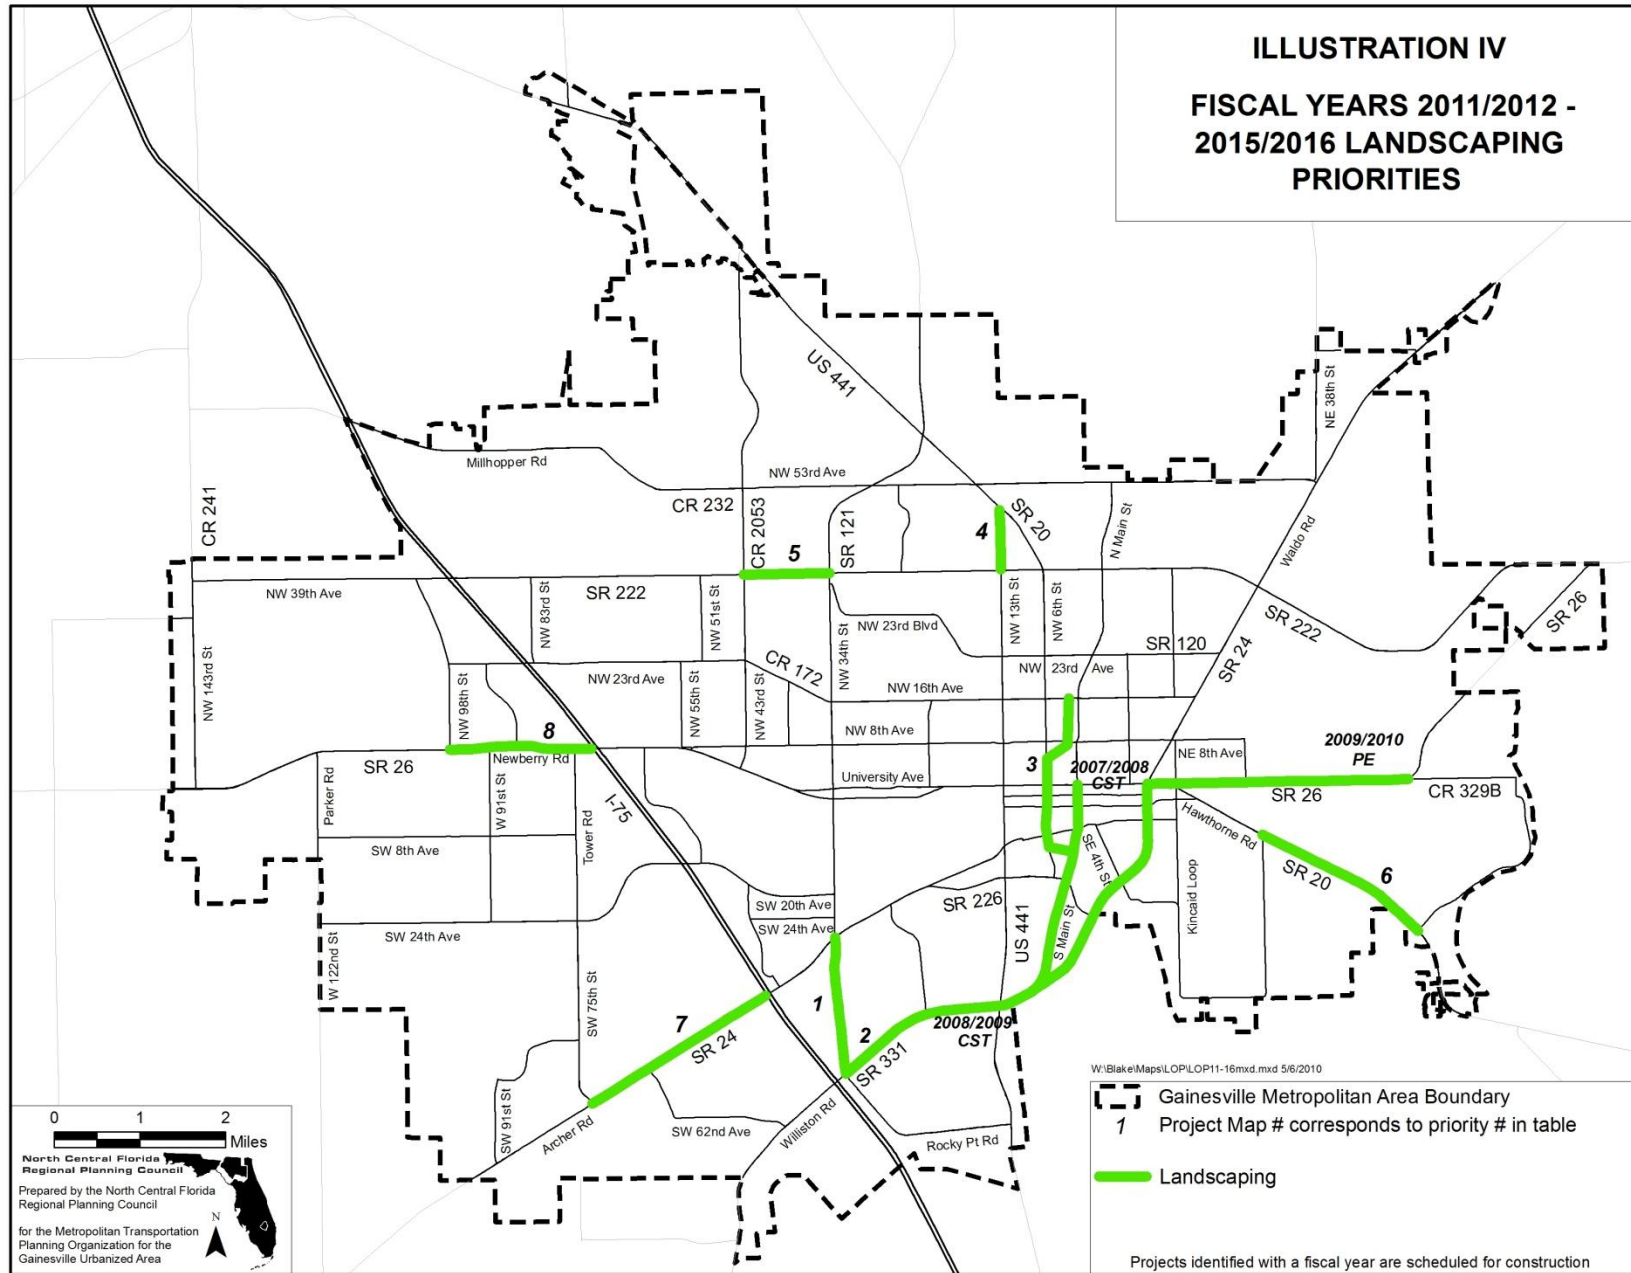 ILLUSTRATION IV
FISCAL YEARS 2011/2012 -
2015/2016 LANDSCAPING
PRIORITIES
US 441
NE 38th St
Millhopper Rd
NW 53rd Ave
CR 241
CR 232
CR 2053
SR 121
SR 20
N Main St
Waldo Rd
4
5
NW 39th Ave
NW 83rd St
SR 222
NW 51st St
NW 13th St
NW 6th St
SR 222
SR 26
NW 143rd St
NW 23rd Blvd
SR 120
SR 24
CR 172
NW 34th St
NW 23rd Ave
NW 98th St
NW 23rd Ave
NW 55th St
NW 43rd St
NW 16th Ave
8
NW 8th Ave
NE 8th Ave
2009/2010
PE
SR 26
Newberry Rd
3
2007/2008
CST
University Ave
SR 26
CR 329B
Parker Rd
W 91st St
I-75
Tower Rd
Hawthorne Rd
SW 8th Ave
SE 4th St
Kincaid Loop
SR 20
6
SW 20th Ave
SR 226
SW 24th Ave
SW 24th Ave
W 122nd St
US 441
S Main St
SW 75th St
1
7
SR 24
2
2008/2009
CST
SR 331
SW 91st St
Archer Rd
SW 62nd Ave
Williston Rd
Rocky Pt Rd
W:\Blake\Maps\LOP\LOP11-16mxd.mxd 5/6/2010
Gainesville Metropolitan Area Boundary
1 Project Map # corresponds to priority # in table
Landscaping
Projects identified with a fiscal year are scheduled for construction
0 1 2
Miles
North Central Florida
Regional Planning Council
Prepared by the North Central Florida
Regional Planning Council
N
for the Metropolitan Transportation
Planning Organization for the
Gainesville Urbanized Area